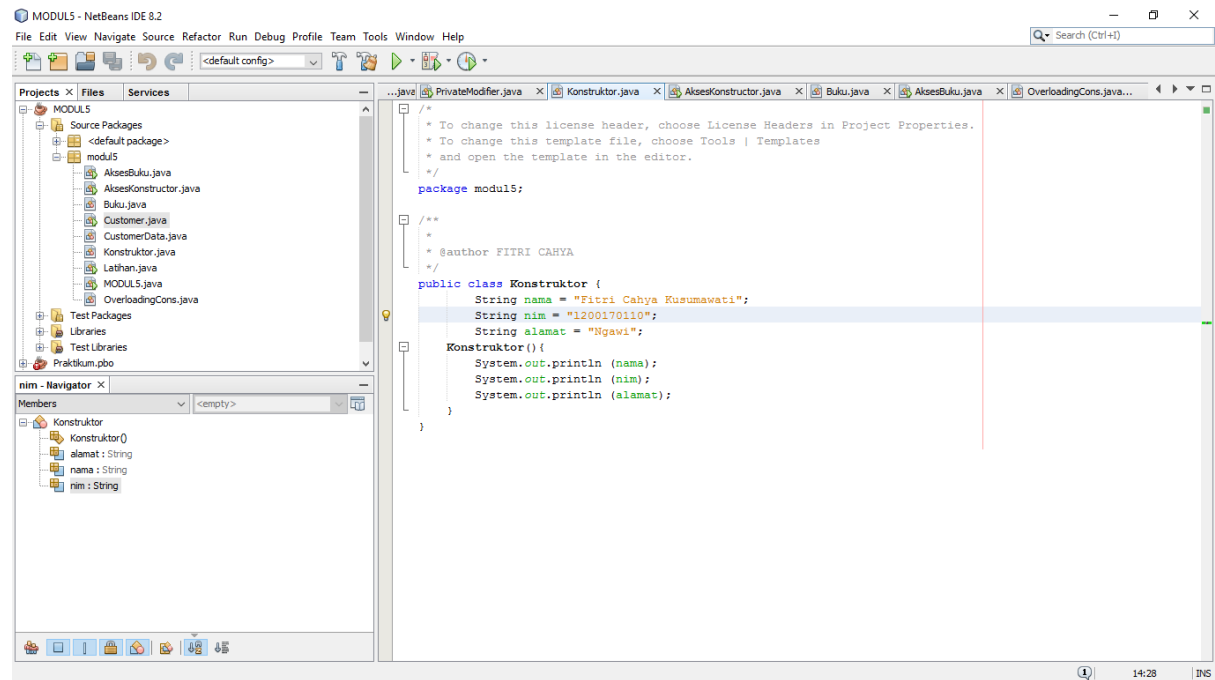 MODUL5 - NetBeans IDE 8.2
File Edit View Navigate Source Refactor Run Debug Profile Team Tools Window Help
Search (Ctrl+I)
<default config>
Projects Files Services
MODUL5
Source Packages
<default package>
modul5
AksesBuku.java
AksesKonstructor.java
Buku.java
Customer.java
CustomerData.java
Konstruktor.java
Latihan.java
MODUL5.java
OverloadingCons.java
Test Packages
Libraries
Test Libraries
Praktikum.pbo
nim - Navigator
Members <empty>
Konstruktor
Konstruktor()
alamat : String
nama : String
nim : String
...java PrivateModifier.java Konstruktor.java AksesKonstructor.java Buku.java AksesBuku.java OverloadingCons.java...
/*
* To change this license header, choose License Headers in Project Properties.
* To change this template file, choose Tools | Templates
* and open the template in the editor.
*/
package modul5;
/**
*
* @author FITRI CAHYA
*/
public class Konstruktor {
String nama = "Fitri Cahya Kusumawati";
String nim = "l200170110";
String alamat = "Ngawi";
Konstruktor(){
System.out.println (nama);
System.out.println (nim);
System.out.println (alamat);
}
}
1 14:28 INS